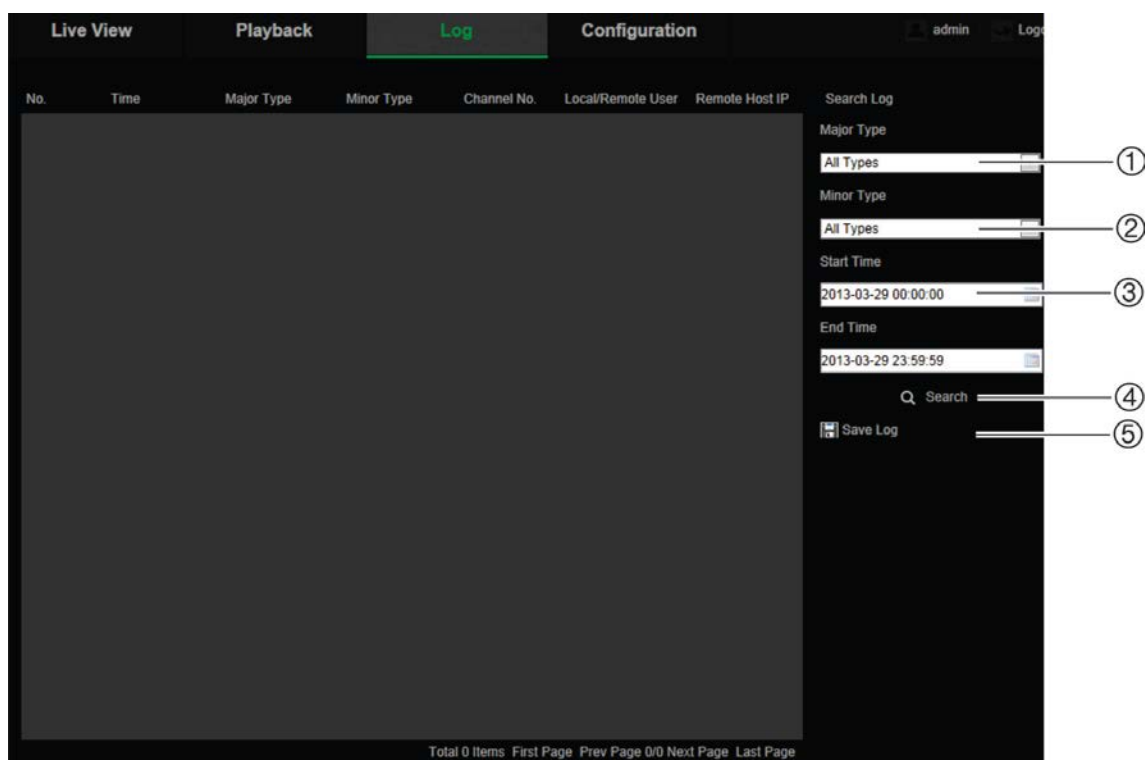 Live View Playback Log Configuration admin
No. Time Major Type Minor Type Channel No. Local/Remote User Remote Host IP Search Log
Major Type
All Types ①
Minor Type
All Types ②
Start Time
2013-03-29 00:00:00 ③
End Time
2013-03-29 23:59:59
Search ④
Save Log ⑤
Total 0 Items First Page Prev Page 0/0 Next Page Last Page